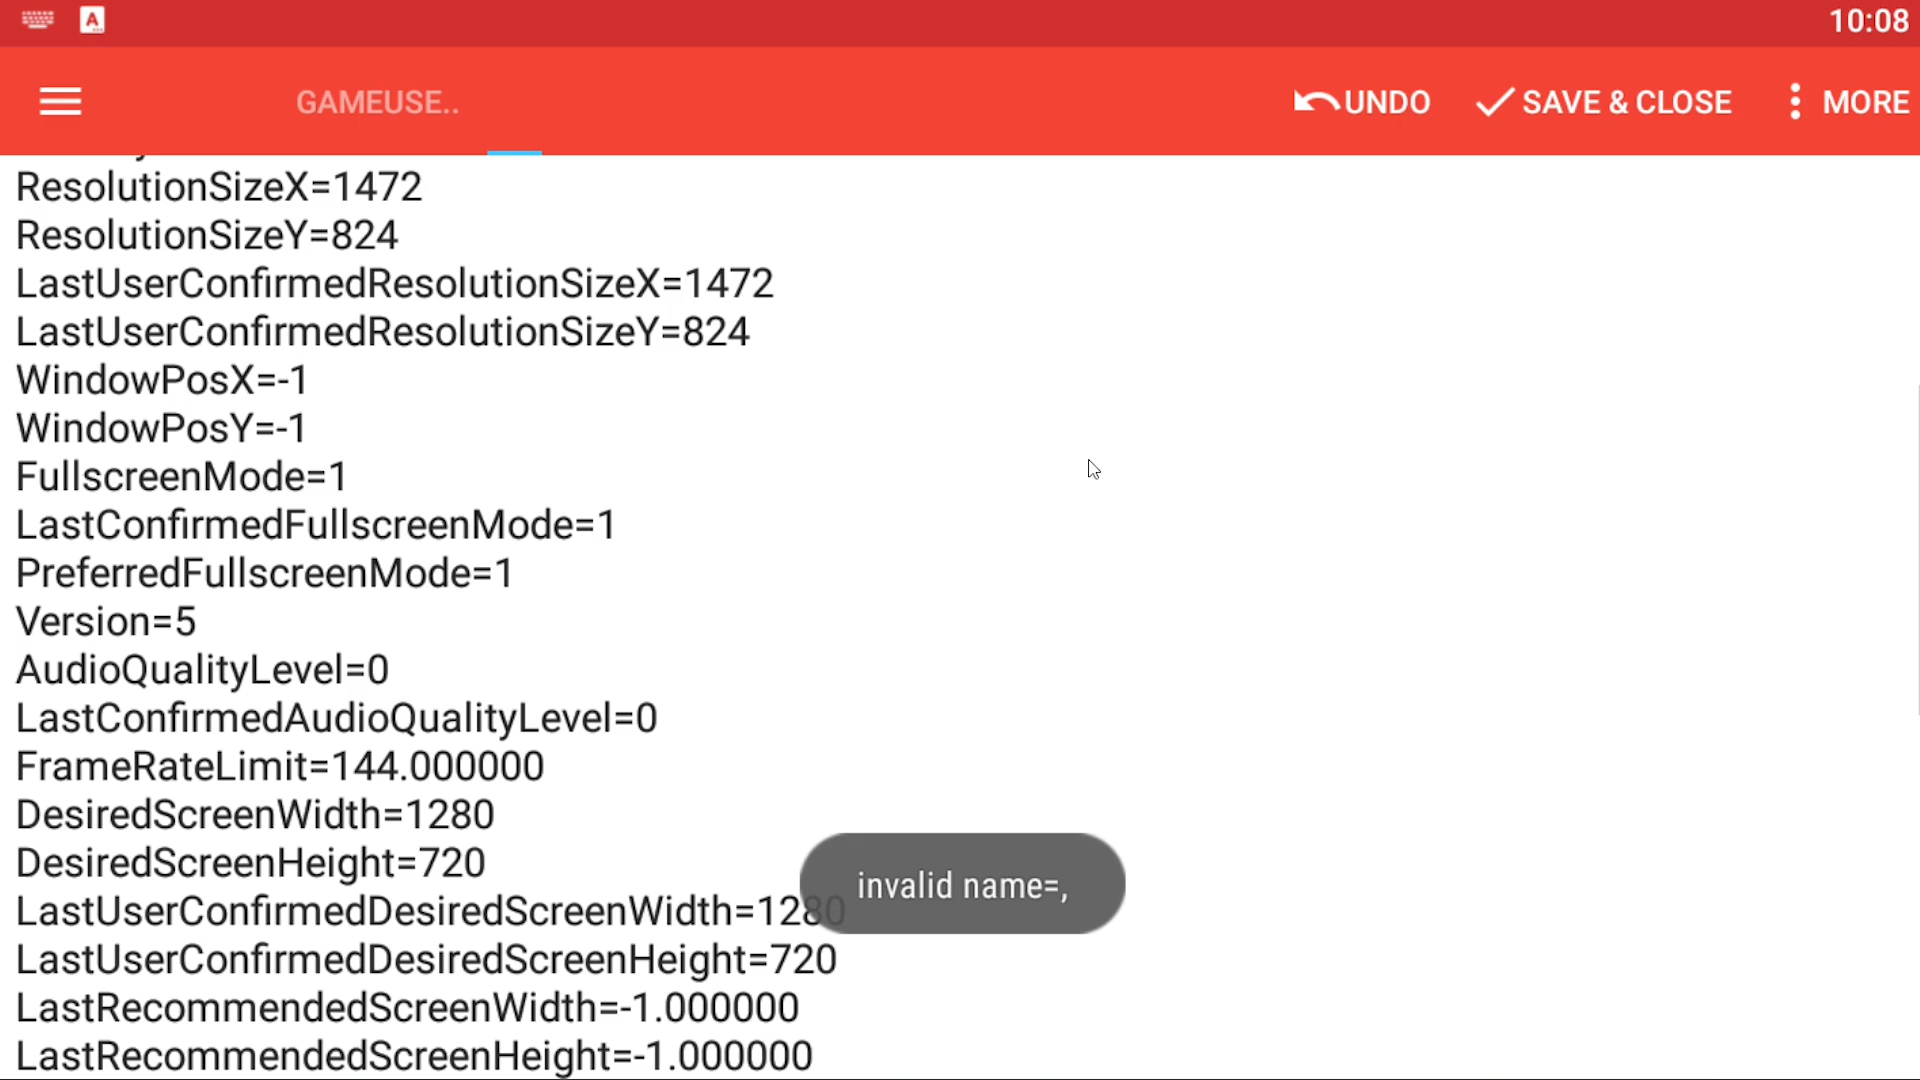 10:08
GAMEUSE..
UNDO
SAVE & CLOSE
MORE
ResolutionSizeX=1472
ResolutionSizeY=824
LastUserConfirmedResolutionSizeX=1472
LastUserConfirmedResolutionSizeY=824
WindowPosX=-1
WindowPosY=-1
FullscreenMode=1
LastConfirmedFullscreenMode=1
PreferredFullscreenMode=1
Version=5
AudioQualityLevel=0
LastConfirmedAudioQualityLevel=0
FrameRateLimit=144.000000
DesiredScreenWidth=1280
DesiredScreenHeight=720
invalid name=,
LastUserConfirmedDesiredScreenWidth=1280
LastUserConfirmedDesiredScreenHeight=720
LastRecommendedScreenWidth=-1.000000
LastRecommendedScreenHeight=-1.000000